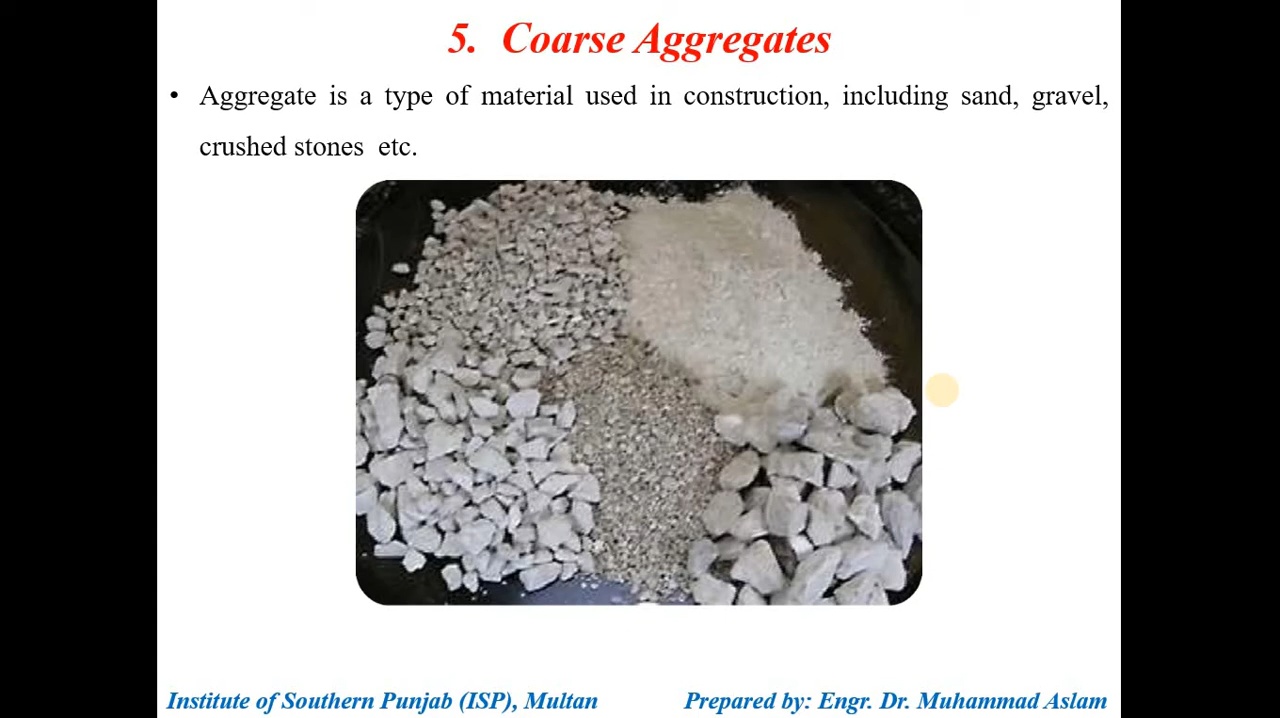 5. Coarse Aggregates
• Aggregate is a type of material used in construction, including sand, gravel,
crushed stones etc.
Institute of Southern Punjab (ISP), Multan
Prepared by: Engr. Dr. Muhammad Aslam